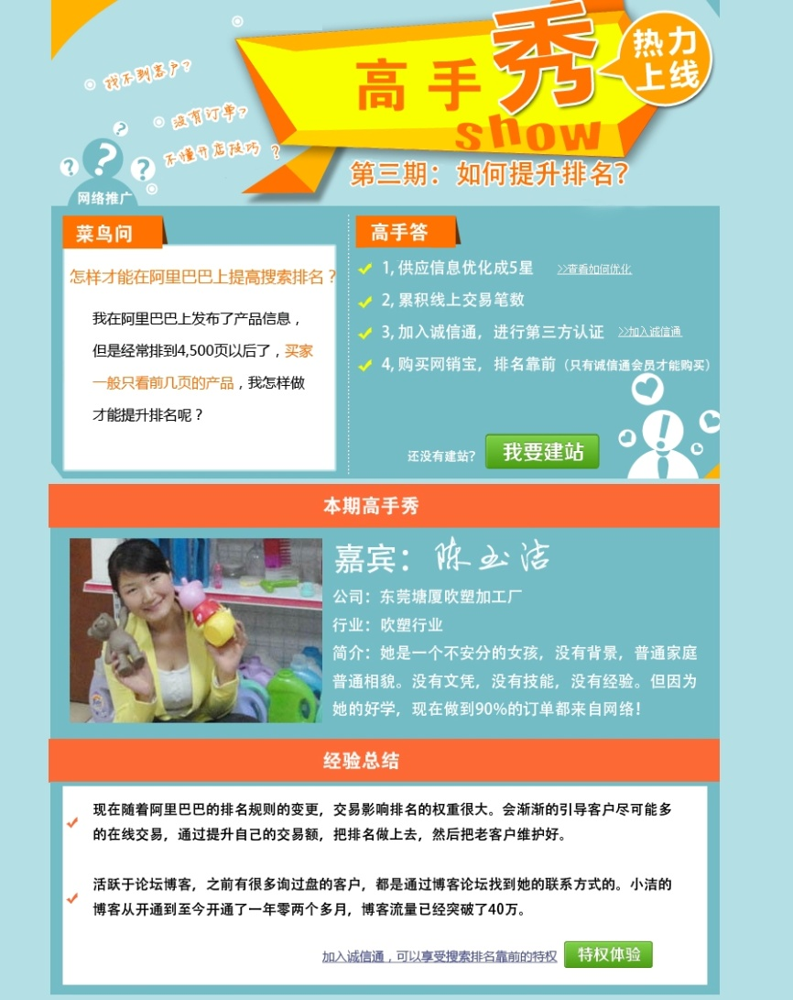 高手秀
show
热力
上线
找不到客户?
没有订单?
不懂开店技巧 ?
网络推广
第三期：如何提升排名?
菜鸟问
怎样才能在阿里巴巴上提高搜索排名？
我在阿里巴巴上发布了产品信息，
但是经常排到4,500页以后了，买家
一般只看前几页的产品，我怎样做
才能提升排名呢？
高手答
1, 供应信息优化成5星 >>查看如何优化
2, 累积线上交易笔数
3, 加入诚信通，进行第三方认证 >>加入诚信通
4, 购买网销宝，排名靠前（只有诚信通会员才能购买）
还没有建站? 我要建站
本期高手秀
嘉宾：陈玉洁
公司：东莞塘厦吹塑加工厂
行业：吹塑行业
简介：她是一个不安分的女孩，没有背景，普通家庭
普通相貌。没有文凭，没有技能，没有经验。但因为
她的好学，现在做到90%的订单都来自网络！
经验总结
现在随着阿里巴巴的排名规则的变更，交易影响排名的权重很大。会渐渐的引导客户尽可能多
的在线交易，通过提升自己的交易额，把排名做上去，然后把老客户维护好。
活跃于论坛博客，之前有很多询过盘的客户，都是通过博客论坛找到她的联系方式的。小洁的
博客从开通到至今开通了一年零两个多月，博客流量已经突破了40万。
加入诚信通，可以享受搜索排名靠前的特权 特权体验